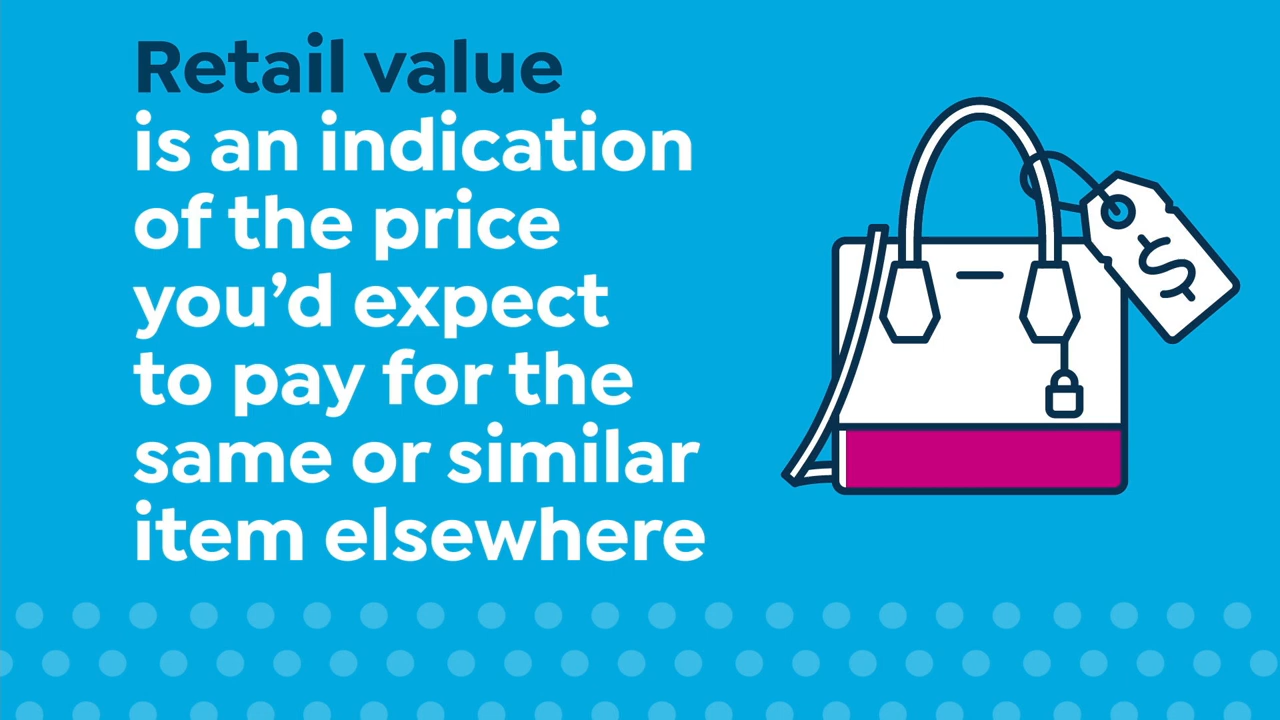 Retail value
is an indication
of the price
you’d expect
to pay for the
same or similar
item elsewhere
$